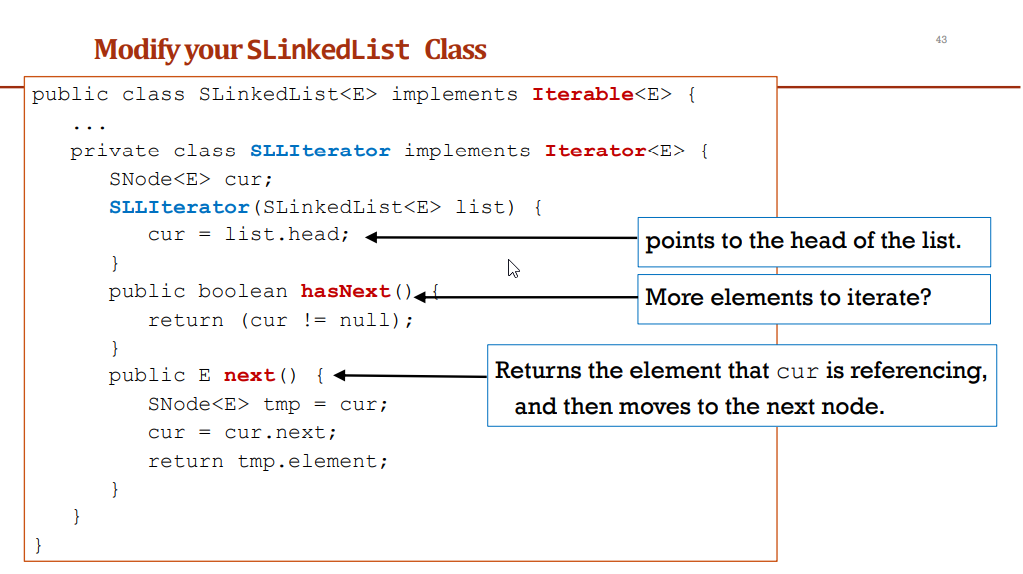 43
Modify your SLinkedList Class
public class SLinkedList<E> implements Iterable<E> {
...
private class SLLIterator implements Iterator<E> {
SNode<E> cur;
SLLIterator(SLinkedList<E> list) {
cur = list.head;
points to the head of the list.
}
public boolean hasNext() {
More elements to iterate?
return (cur != null);
}
public E next() {
Returns the element that cur is referencing,
and then moves to the next node.
SNode<E> tmp = cur;
cur = cur.next;
return tmp.element;
}
}
}